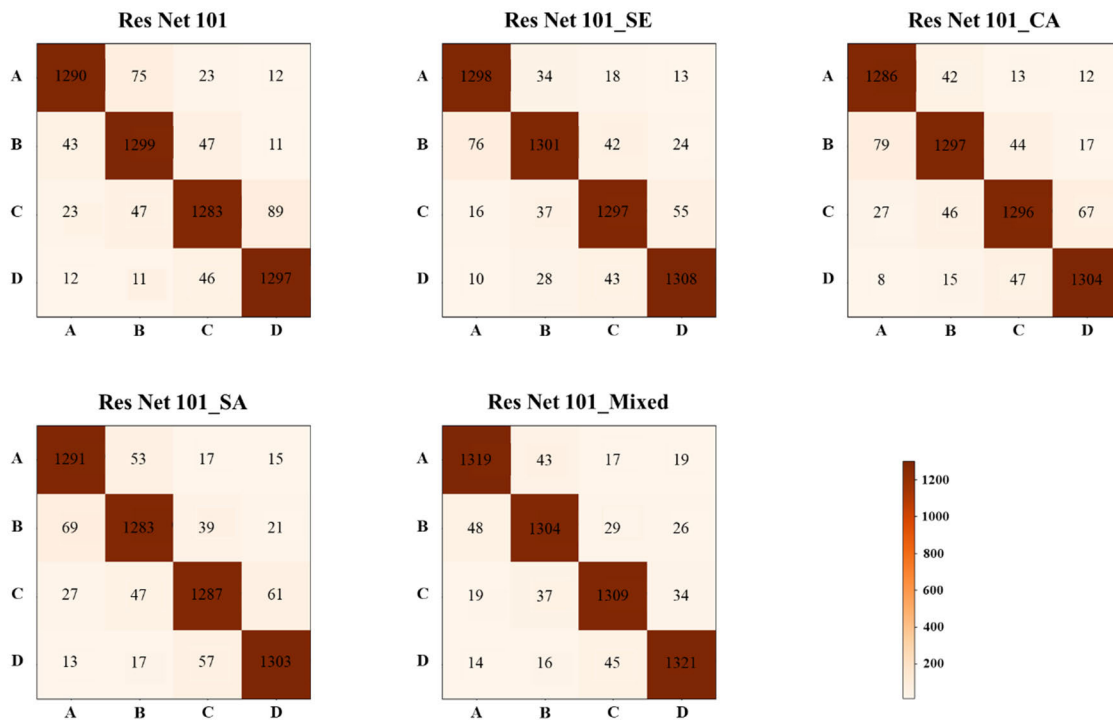 Res Net 101
A 1290 75 23 12
B 43 1299 47 11
C 23 47 1283 89
D 12 11 46 1297
A B C D
Res Net 101_SE
A 1298 34 18 13
B 76 1301 42 24
C 16 37 1297 55
D 10 28 43 1308
A B C D
Res Net 101_CA
A 1286 42 13 12
B 79 1297 44 17
C 27 46 1296 67
D 8 15 47 1304
A B C D
Res Net 101_SA
A 1291 53 17 15
B 69 1283 39 21
C 27 47 1287 61
D 13 17 57 1303
A B C D
Res Net 101_Mixed
A 1319 43 17 19
B 48 1304 29 26
C 19 37 1309 34
D 14 16 45 1321
A B C D
1200
1000
800
600
400
200